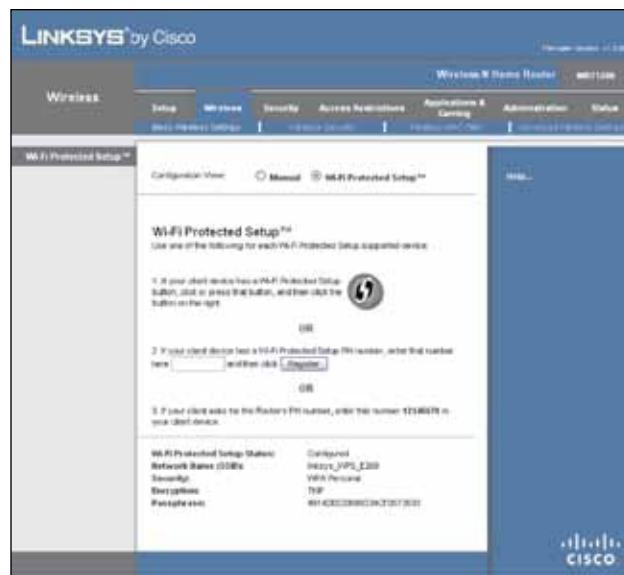 LINKSYS® by Cisco
Wireless-N Home Router
Wireless
Setup Wireless Security Access Restrictions Applications & Gaming Administration Status
Basic Wireless Settings
Wi-Fi Protected Setup™
Configuration View: Manual Wi-Fi Protected Setup™
Help...
Wi-Fi Protected Setup™
Use one of the following for each Wi-Fi Protected Setup supported device:
1. If your client device has a Wi-Fi Protected Setup
button, click or press that button, and then click the
button on the right.
OR
2. If your client device has a Wi-Fi Protected Setup PIN number, enter that number
here and then click Register
OR
3. If your client asks for the Router's PIN number, enter this number 12345670 in
your client device.
Wi-Fi Protected Setup Status: Configured
Network Name (SSID):
Security: WPA Personal
Encryption: TKIP
Passphrase:
CISCO